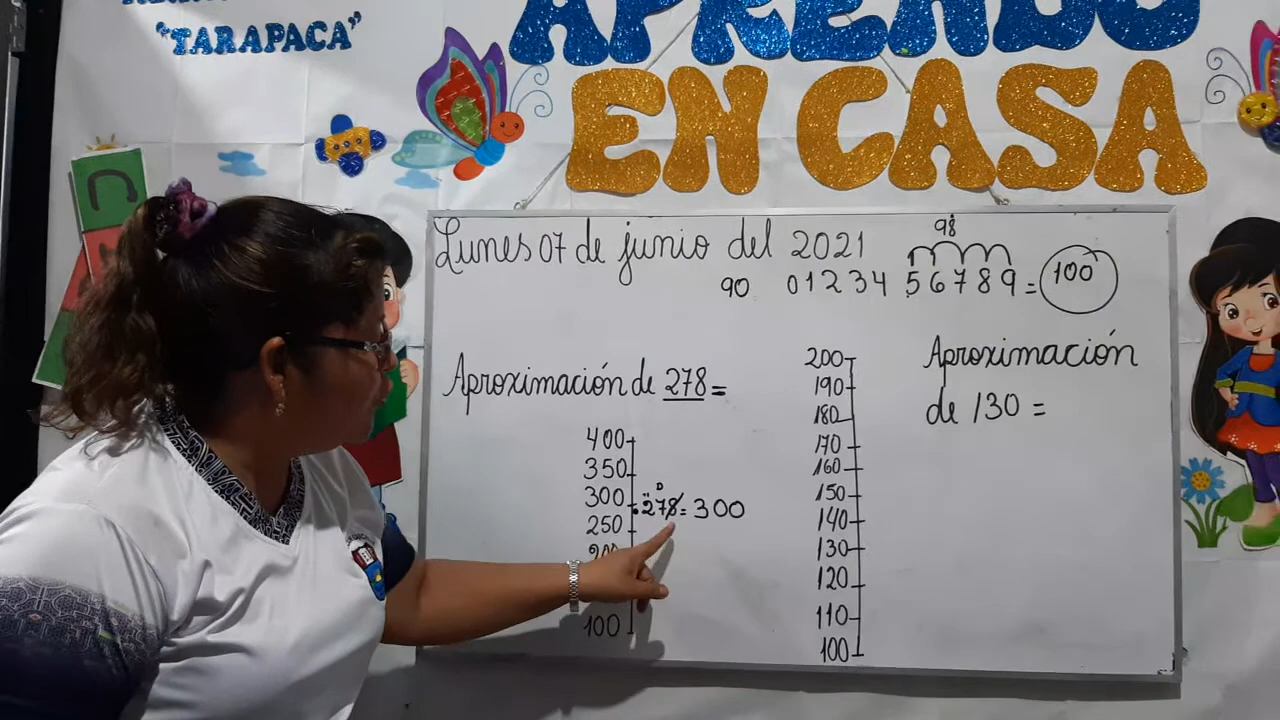 "TARAPACA"
APRENDO
EN CASA
Lunes 07 de junio del 2021
98
90 0 1 2 3 4 5 6 7 8 9 = 100
Aproximación de 278 =
400
350
300
250
200
100
D
278 = 300
200
190
180
170
160
150
140
130
120
110
100
Aproximación
de 130 =